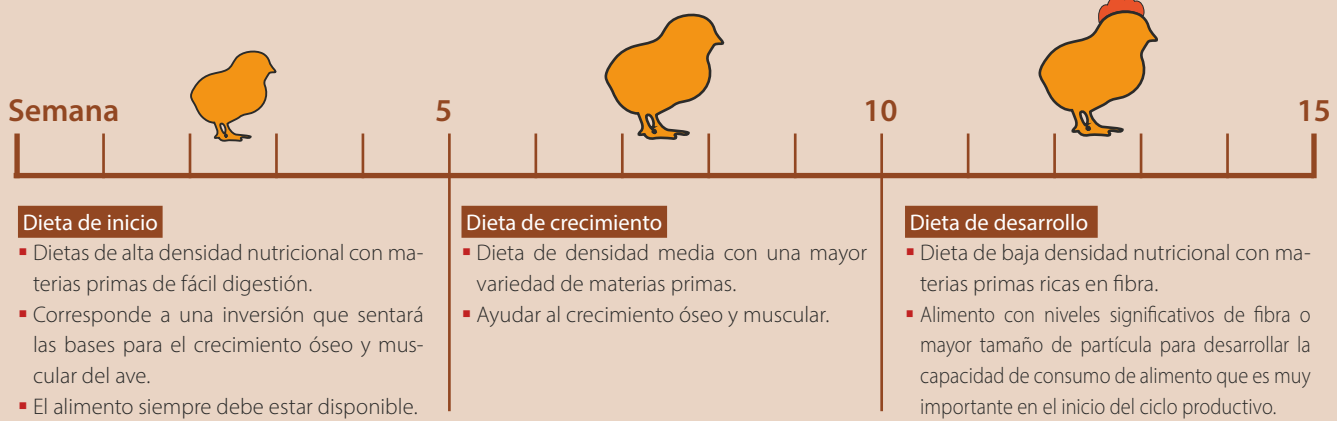 Semana 5 10 15
Dieta de inicio
▪ Dietas de alta densidad nutricional con ma-
terias primas de fácil digestión.
▪ Corresponde a una inversión que sentará
las bases para el crecimiento óseo y mus-
cular del ave.
▪ El alimento siempre debe estar disponible.
Dieta de crecimiento
▪ Dieta de densidad media con una mayor
variedad de materias primas.
▪ Ayudar al crecimiento óseo y muscular.
Dieta de desarrollo
▪ Dieta de baja densidad nutricional con ma-
terias primas ricas en fibra.
▪ Alimento con niveles significativos de fibra o
mayor tamaño de partícula para desarrollar la
capacidad de consumo de alimento que es muy
importante en el inicio del ciclo productivo.